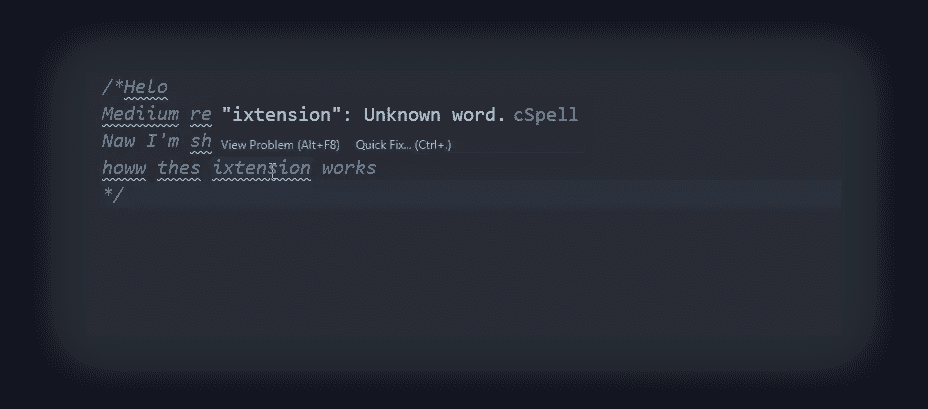 /*Helo
Mediium re "ixtension": Unknown word. cSpell
Naw I'm sh View Problem (Alt+F8) Quick Fix... (Ctrl+.)
howw thes ixtension works
*/